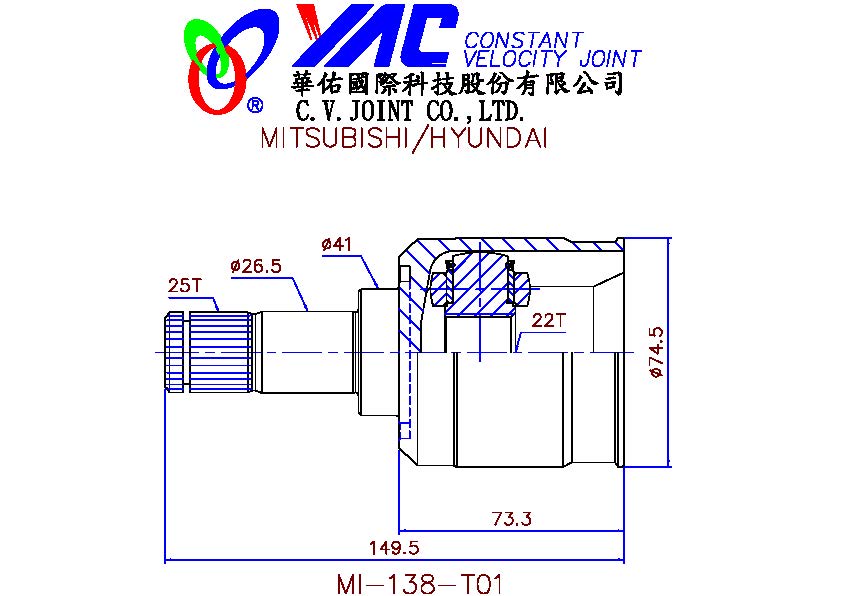 YAC CONSTANT
VELOCITY JOINT
®
華佑國際科技股份有限公司
C.V.JOINT CO.,LTD.
MITSUBISHI/HYUNDAI
ø41
ø26.5
25T
22T
ø74.5
73.3
149.5
MI-138-T01